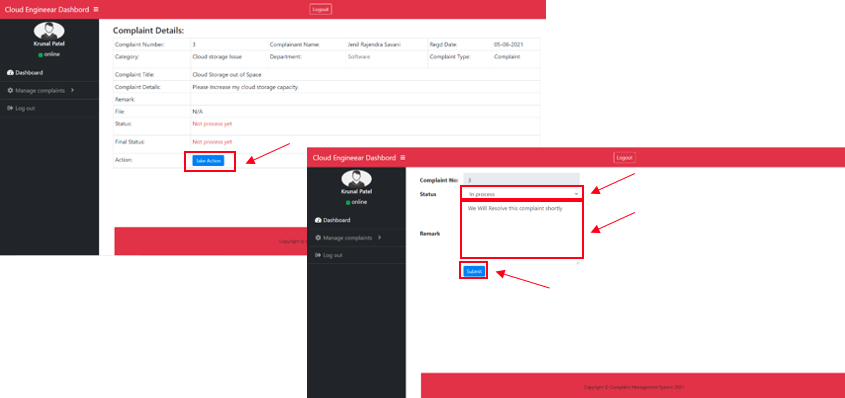 Cloud Engineear Dashbord
Logout
Krunal Patel
online
Dashboard
Manage complaints
Log out
Complaint Details:
Complaint Number: 3 Complainant Name: Jenil Rajendra Savani Regd Date: 05-08-2021
Category: Cloud storage Issue Department: Software Complaint Type: Complaint
Complaint Title: Cloud Storage out of Space
Complaint Details: Please Increase my cloud storage capacity.
Remark:
File: N/A
Status: Not process yet
Final Status: Not process yet
Action: Take Action
Copyright ©
Cloud Engineear Dashbord
Logout
Krunal Patel
online
Dashboard
Manage complaints
Log out
Complaint No: 3
Status In process
We Will Resolve this complaint shortly
Remark
Submit
Copyright © Complaint Management System 2021